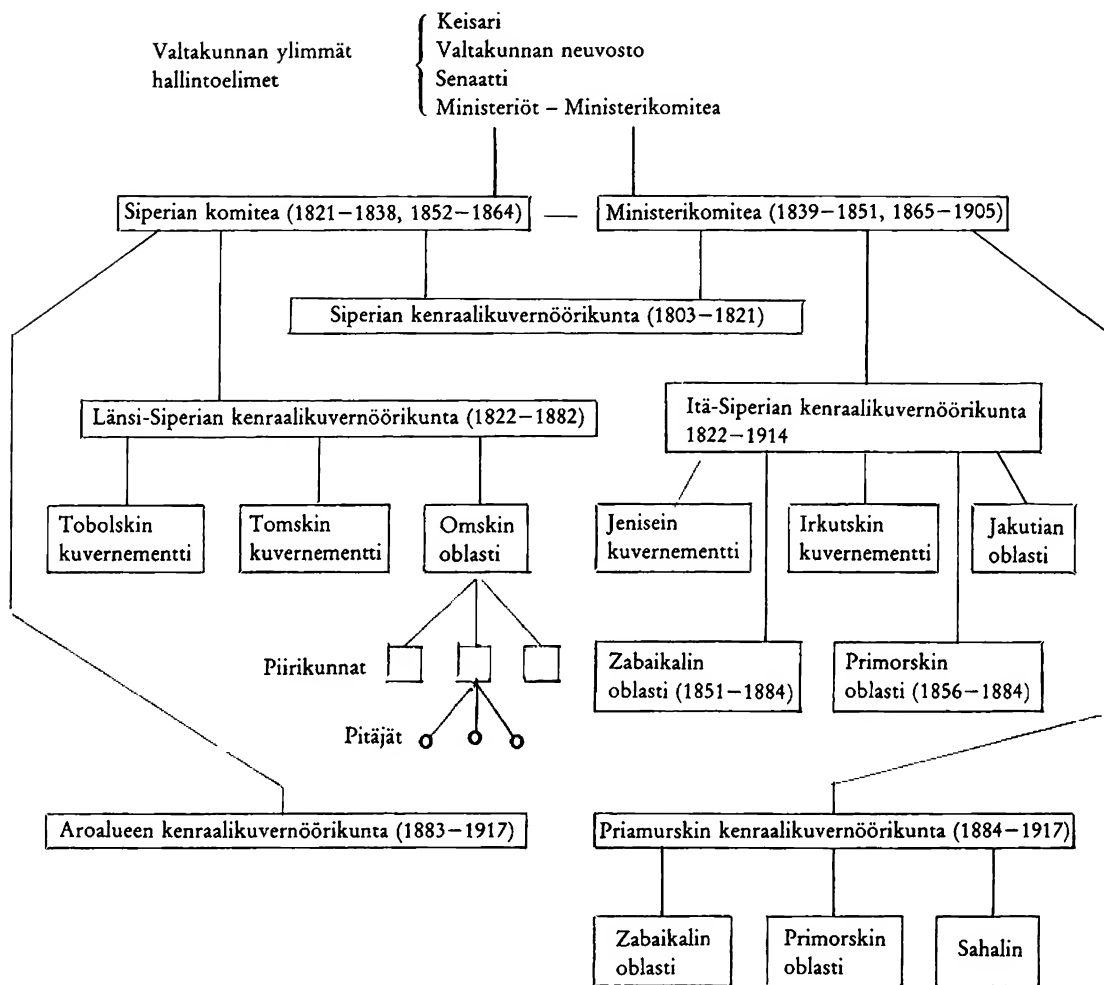 Valtakunnan ylimmät
hallintoelimet
Keisari
Valtakunnan neuvosto
Senaatti
Ministeriöt – Ministerikomitea
Siperian komitea (1821–1838, 1852–1864)
Ministerikomitea (1839–1851, 1865–1905)
Siperian kenraalikuvernöörikunta (1803–1821)
Länsi-Siperian kenraalikuvernöörikunta (1822–1882)
Itä-Siperian kenraalikuvernöörikunta
1822–1914
Tobolskin
kuvernementti
Tomskin
kuvernementti
Omskin
oblasti
Jenisein
kuvernementti
Irkutskin
kuvernementti
Jakutian
oblasti
Piirikunnat
Zabaikalin
oblasti (1851–1884)
Primorskin
oblasti (1856–1884)
Pitäjät
Aroalueen kenraalikuvernöörikunta (1883–1917)
Priamurskin kenraalikuvernöörikunta (1884–1917)
Zabaikalin
oblasti
Primorskin
oblasti
Sahalin